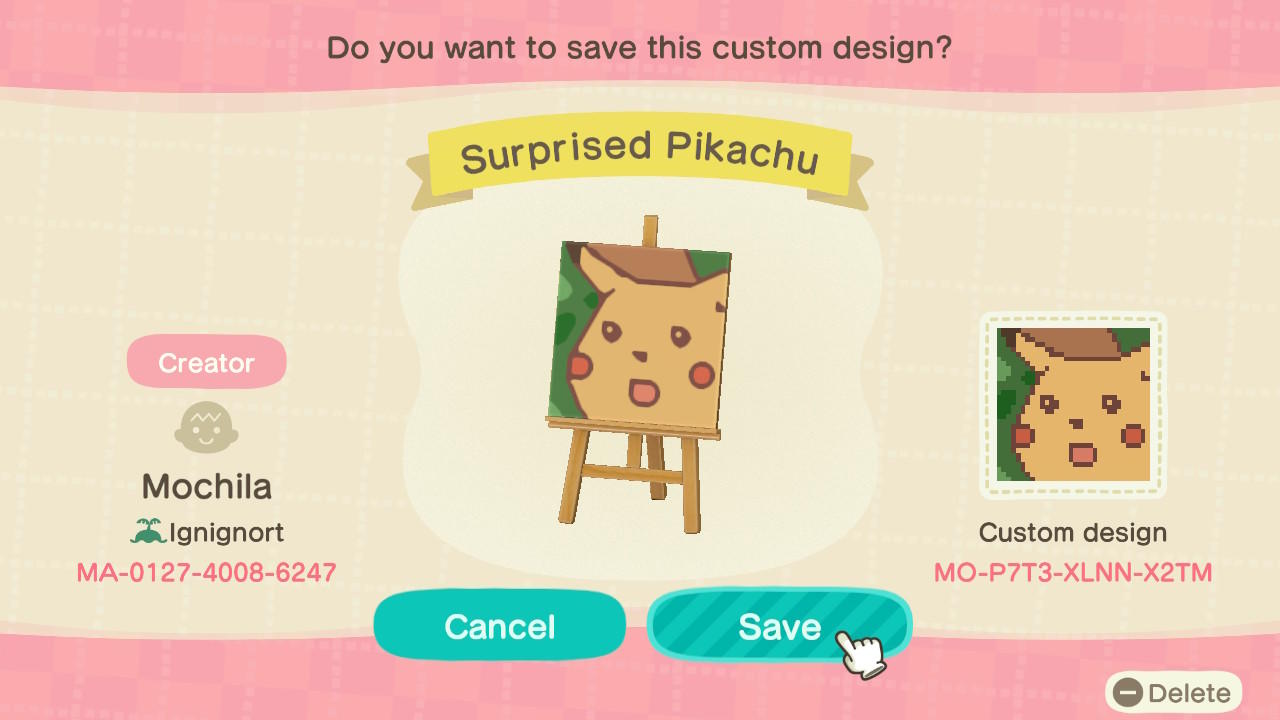 Do you want to save this custom design?
Surprised Pikachu
Creator
Mochila
Ignignort
MA-0127-4008-6247
Custom design
MO-P7T3-XLNN-X2TM
Cancel
Save
Delete